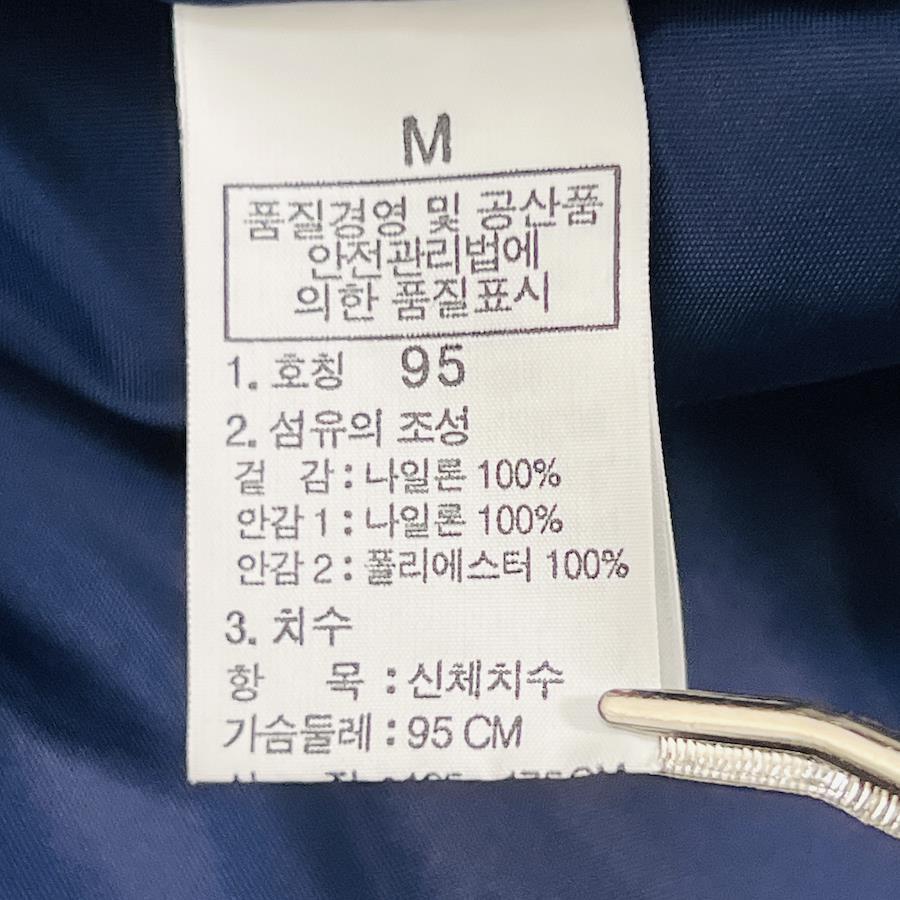 M
품질경영 및 공산품
안전관리법에
의한 품질표시
1. 호칭 95
2. 섬유의 조성
겉 감 : 나일론 100%
안감 1 : 나일론 100%
안감 2 : 폴리에스터 100%
3. 치수
항 목 : 신체치수
가슴둘레 : 95 CM